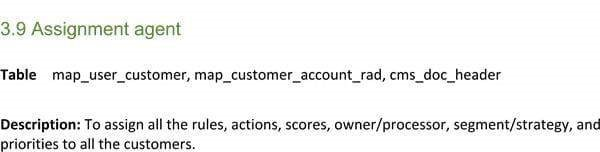 3.9 Assignment agent
Table map_user_customer, map_customer_account_rad, cms_doc_header
Description: To assign all the rules, actions, scores, owner/processor, segment/strategy, and
priorities to all the customers.